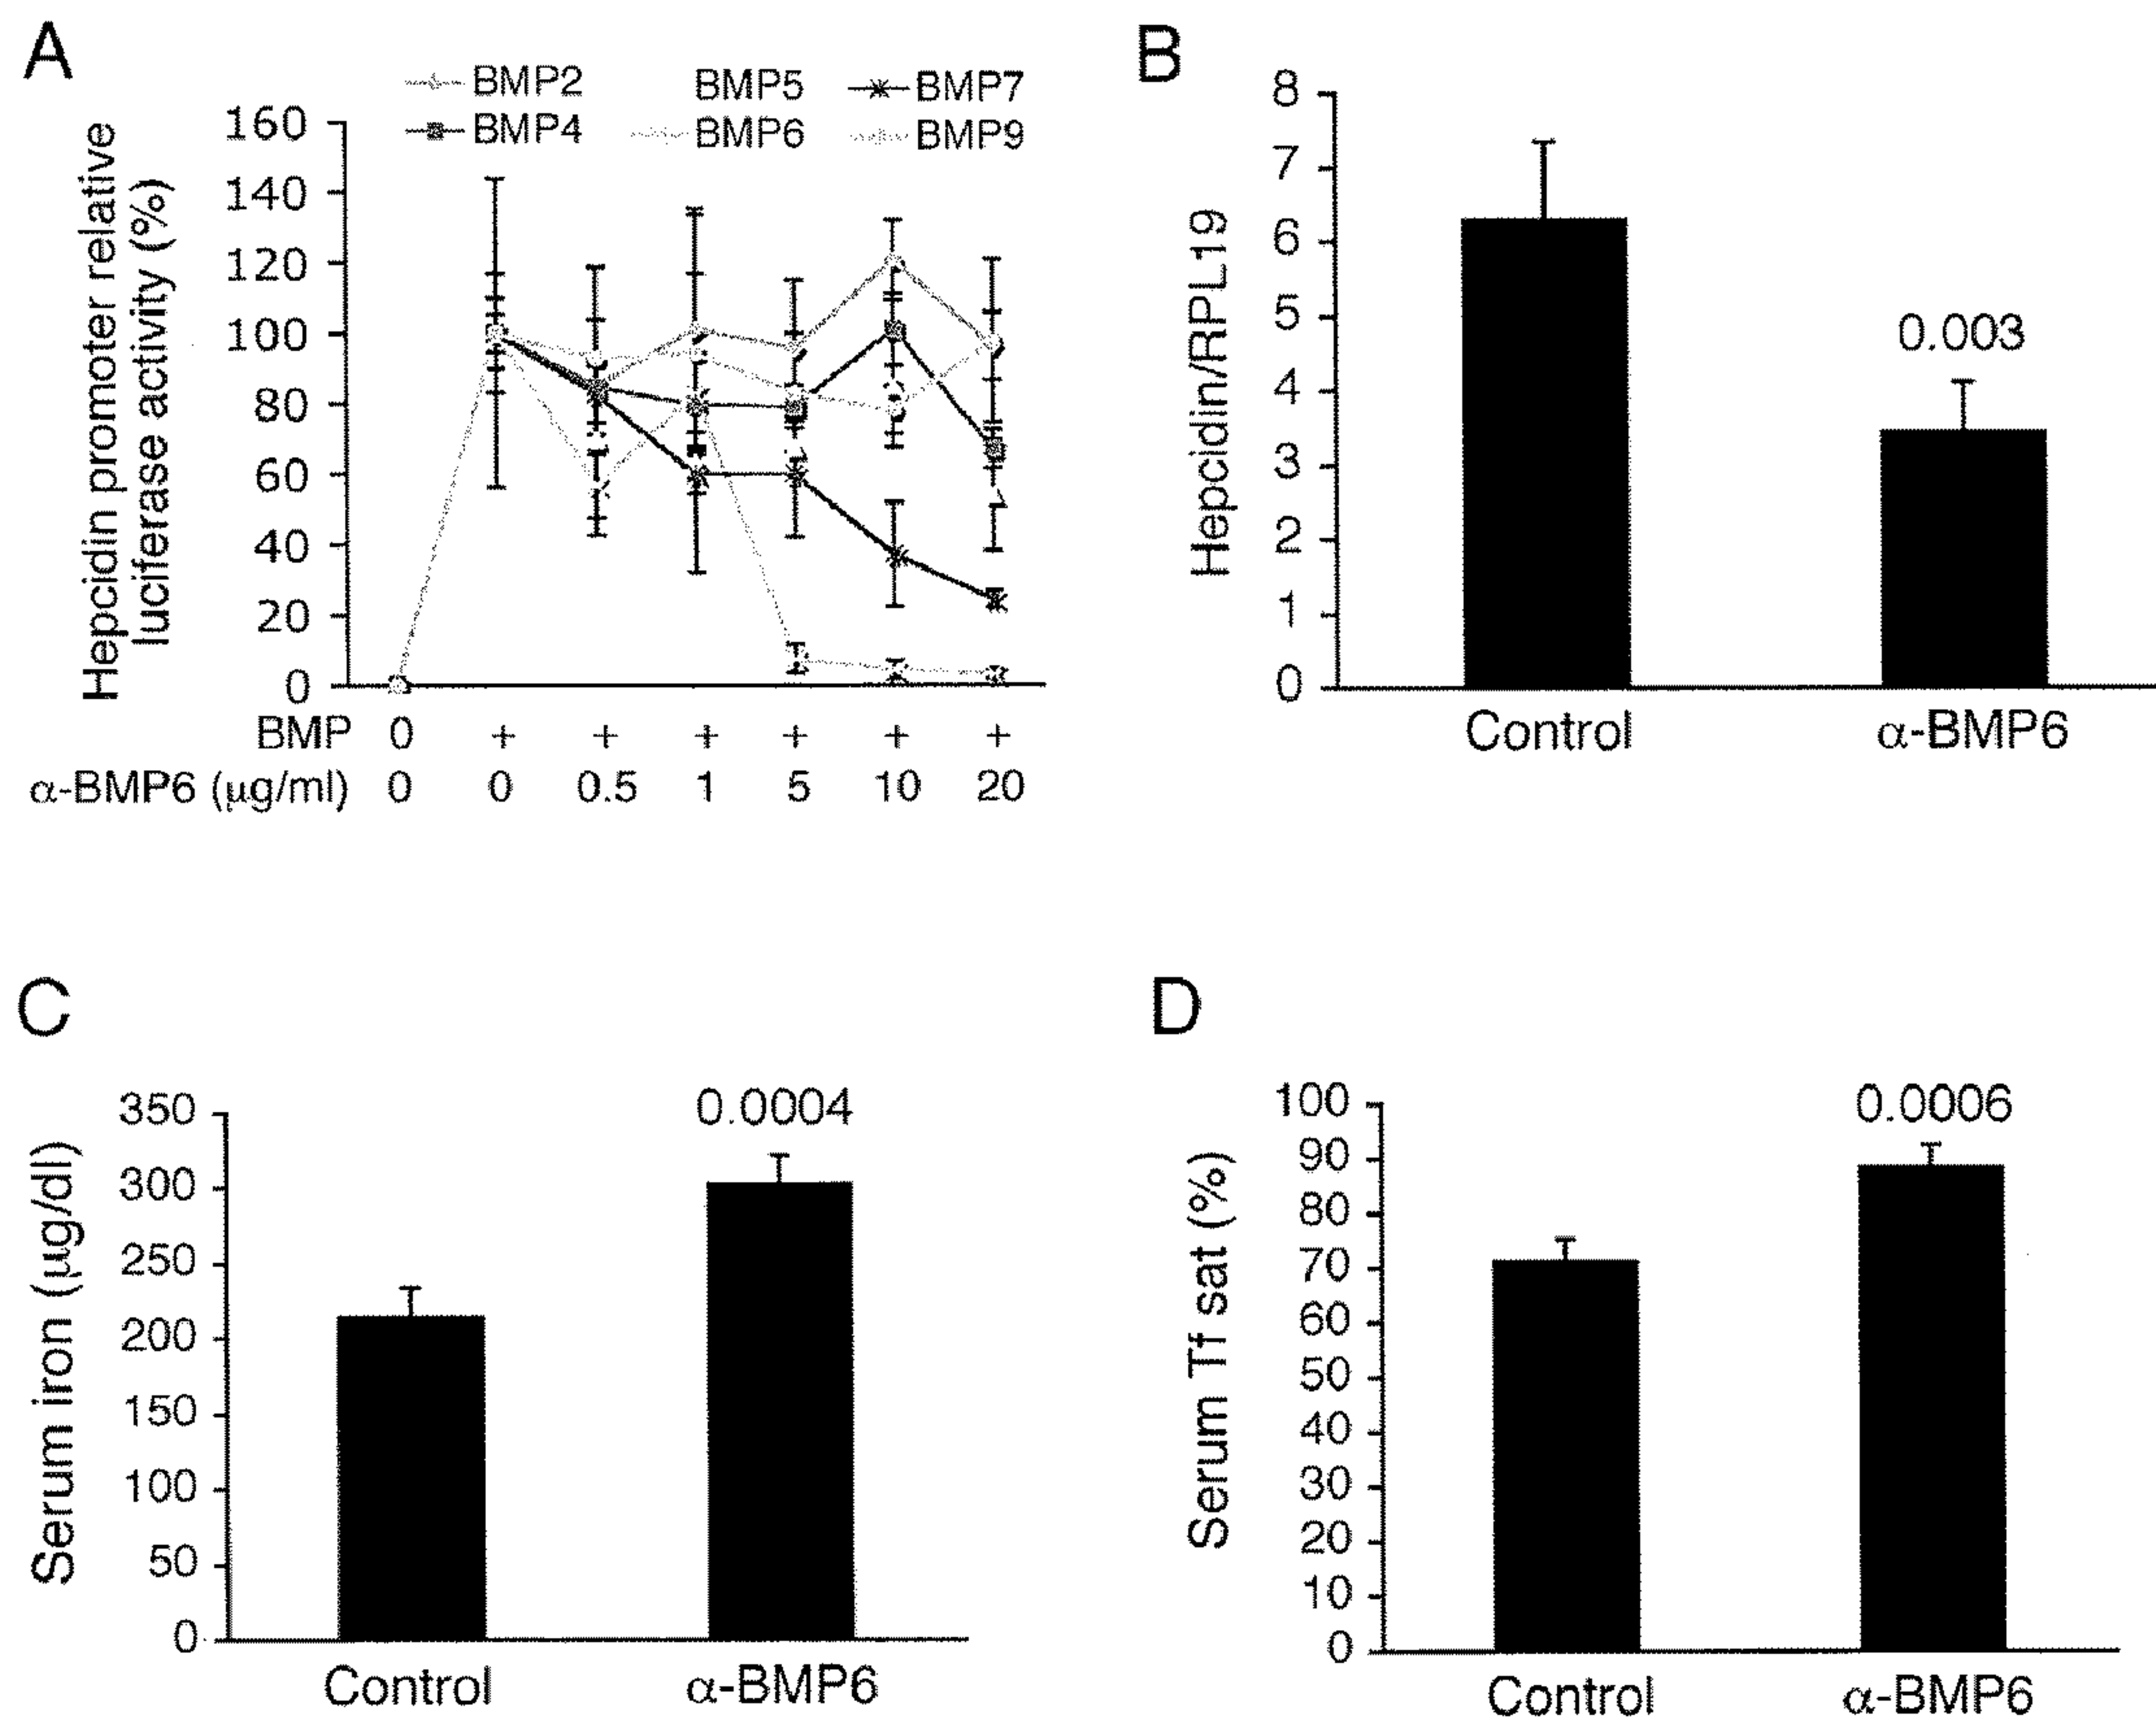 A
BMP2 BMP5 BMP7
BMP4 BMP6 BMP9
Hepcidin promoter relative
luciferase activity (%)
160
140
120
100
80
60
40
20
0
BMP 0 + + + + + +
α-BMP6 (μg/ml) 0 0 0.5 1 5 10 20
B
Hepcidin/RPL19
8
7
6
5
4
3
2
1
0
0.003
Control α-BMP6
C
Serum iron (μg/dl)
350
300
250
200
150
100
50
0
0.0004
Control α-BMP6
D
Serum Tf sat (%)
100
90
80
70
60
50
40
30
20
10
0
0.0006
Control α-BMP6